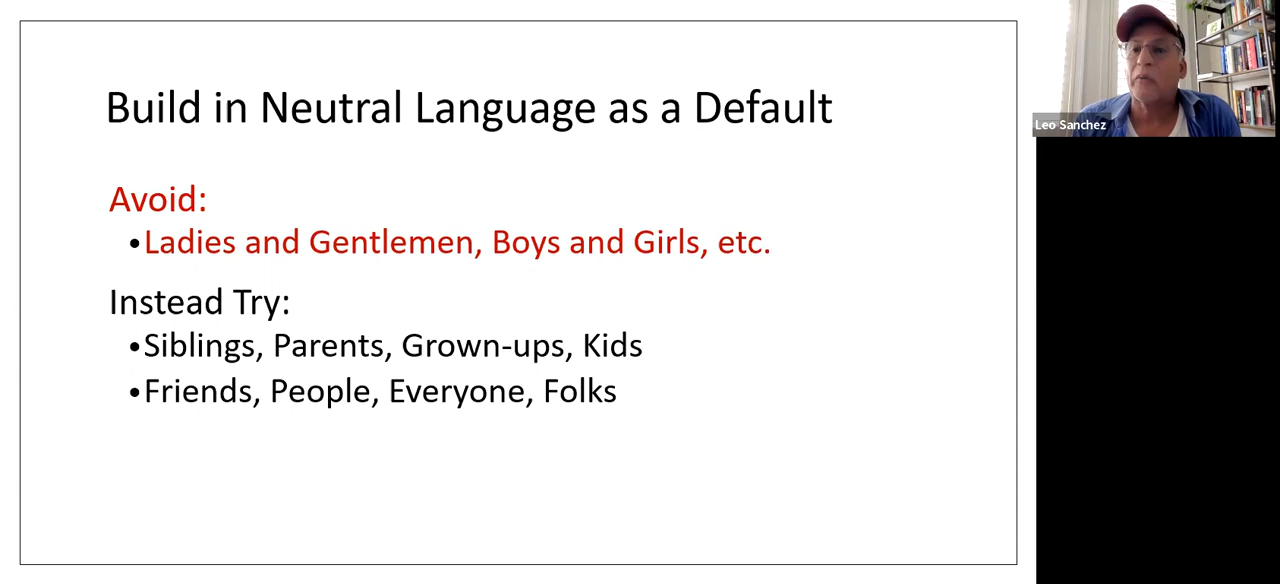 Build in Neutral Language as a Default
Avoid:
•Ladies and Gentlemen, Boys and Girls, etc.
Instead Try:
•Siblings, Parents, Grown-ups, Kids
•Friends, People, Everyone, Folks
Leo Sanchez